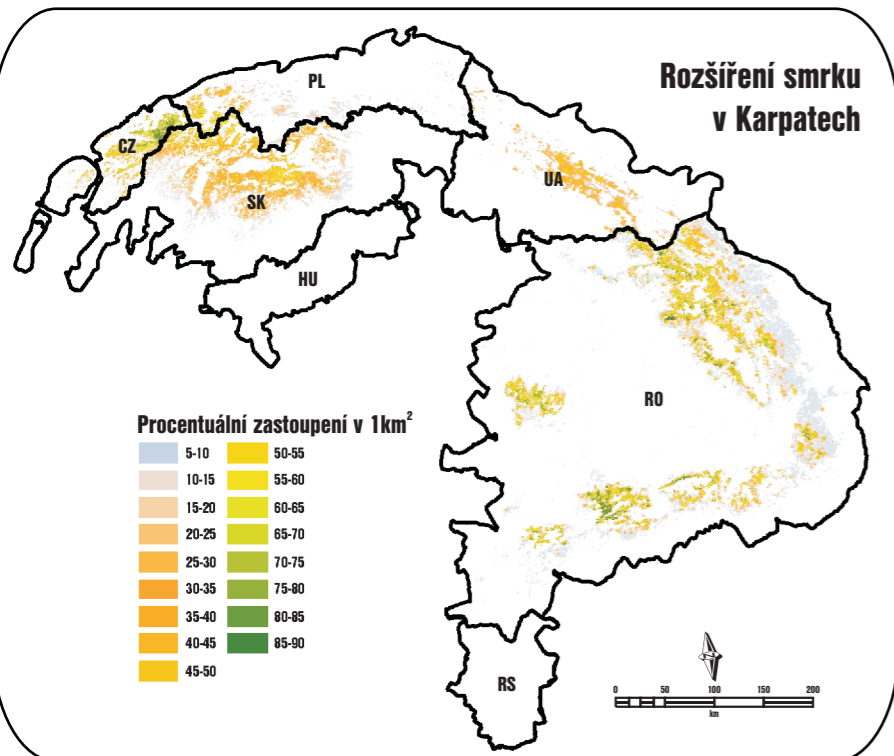 Rozšíření smrku
v Karpatech
PL
CZ
SK
UA
HU
RO
RS
Procentuální zastoupení v 1km²
5-10
10-15
15-20
20-25
25-30
30-35
35-40
40-45
45-50
50-55
55-60
60-65
65-70
70-75
75-80
80-85
85-90
0 50 100 150 200
km